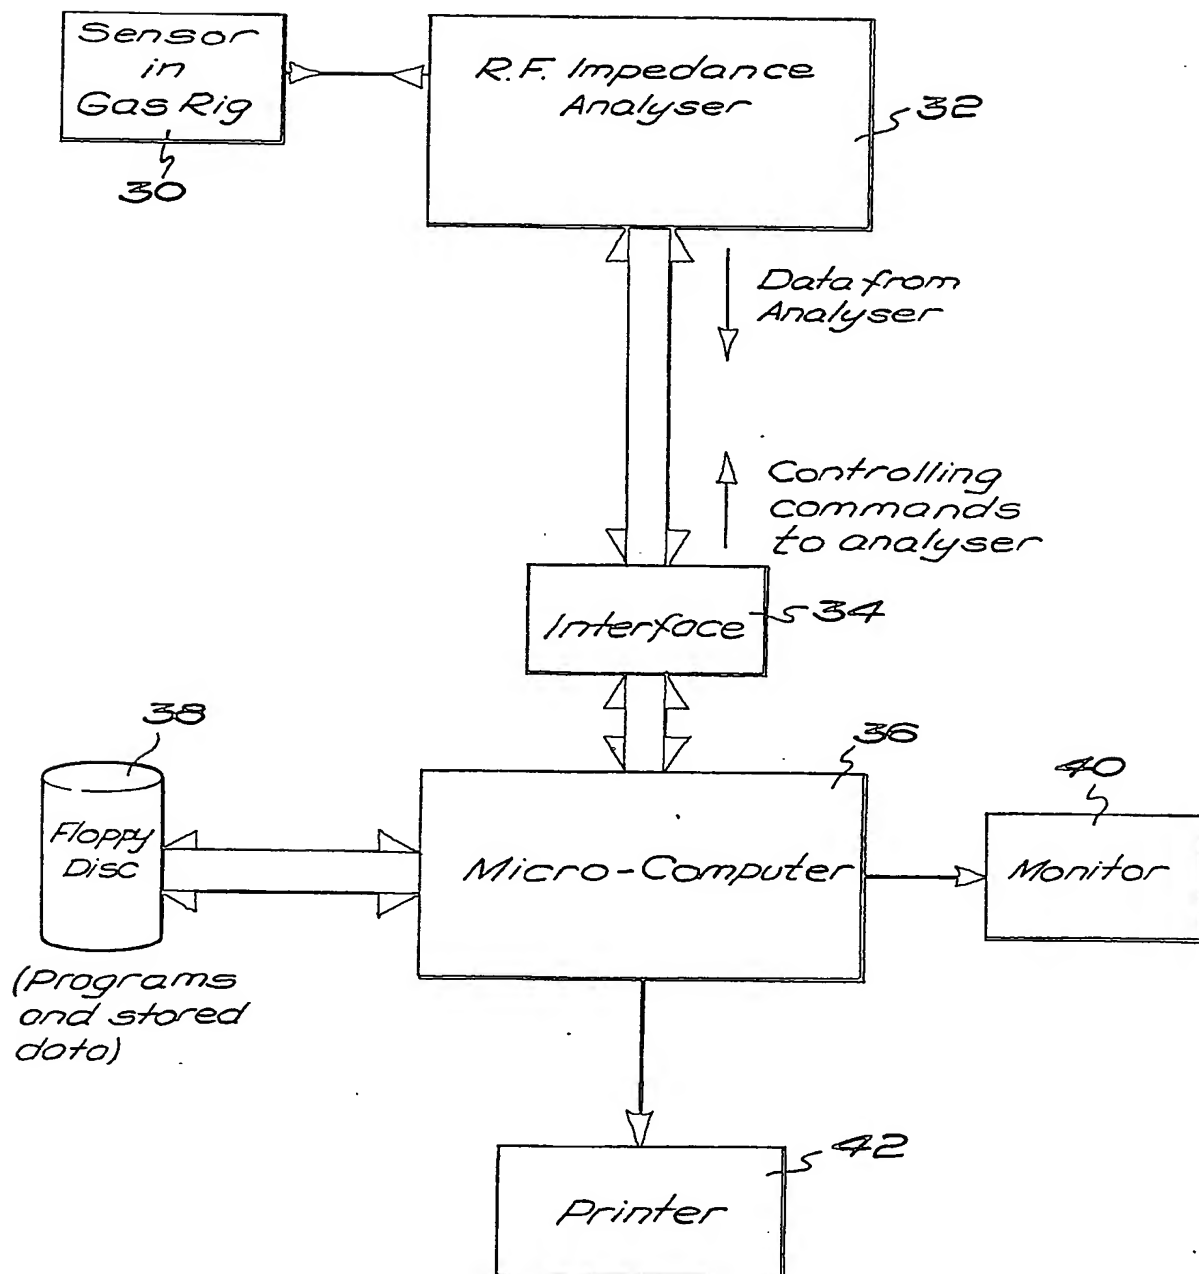 Sensor
in
Gas Rig
30
R.F. Impedance
Analyser
32
Data from
Analyser
Controlling
commands
to analyser
Interface
34
38
Floppy
Disc
(Programs
and stored
data)
36
Micro-Computer
40
Monitor
42
Printer